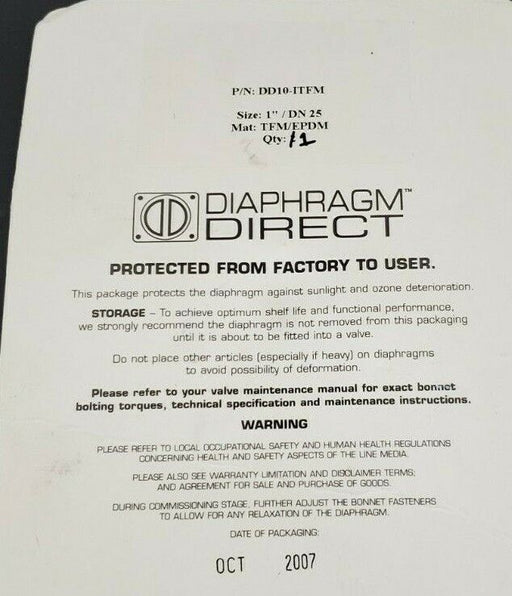 P/N: DD10-ITFM
Size: 1" / DN 25
Mat: TFM/EPDM
Qty: 12
DIAPHRAGM™
DIRECT
PROTECTED FROM FACTORY TO USER.
This package protects the diaphragm against sunlight and ozone deterioration.
STORAGE – To achieve optimum shelf life and functional performance,
we strongly recommend the diaphragm is not removed from this packaging
until it is about to be fitted into a valve.
Do not place other articles (especially if heavy) on diaphragms
to avoid possibility of deformation.
Please refer to your valve maintenance manual for exact bonnet
bolting torques, technical specification and maintenance instructions.
WARNING
PLEASE REFER TO LOCAL OCCUPATIONAL SAFETY AND HUMAN HEALTH REGULATIONS
CONCERNING HEALTH AND SAFETY ASPECTS OF THE LINE MEDIA.
PLEASE ALSO SEE WARRANTY LIMITATION AND DISCLAIMER TERMS;
AND AGREEMENT FOR SALE AND PURCHASE OF GOODS.
DURING COMMISSIONING STAGE, FURTHER ADJUST THE BONNET FASTENERS
TO ALLOW FOR ANY RELAXATION OF THE DIAPHRAGM.
DATE OF PACKAGING:
OCT 2007